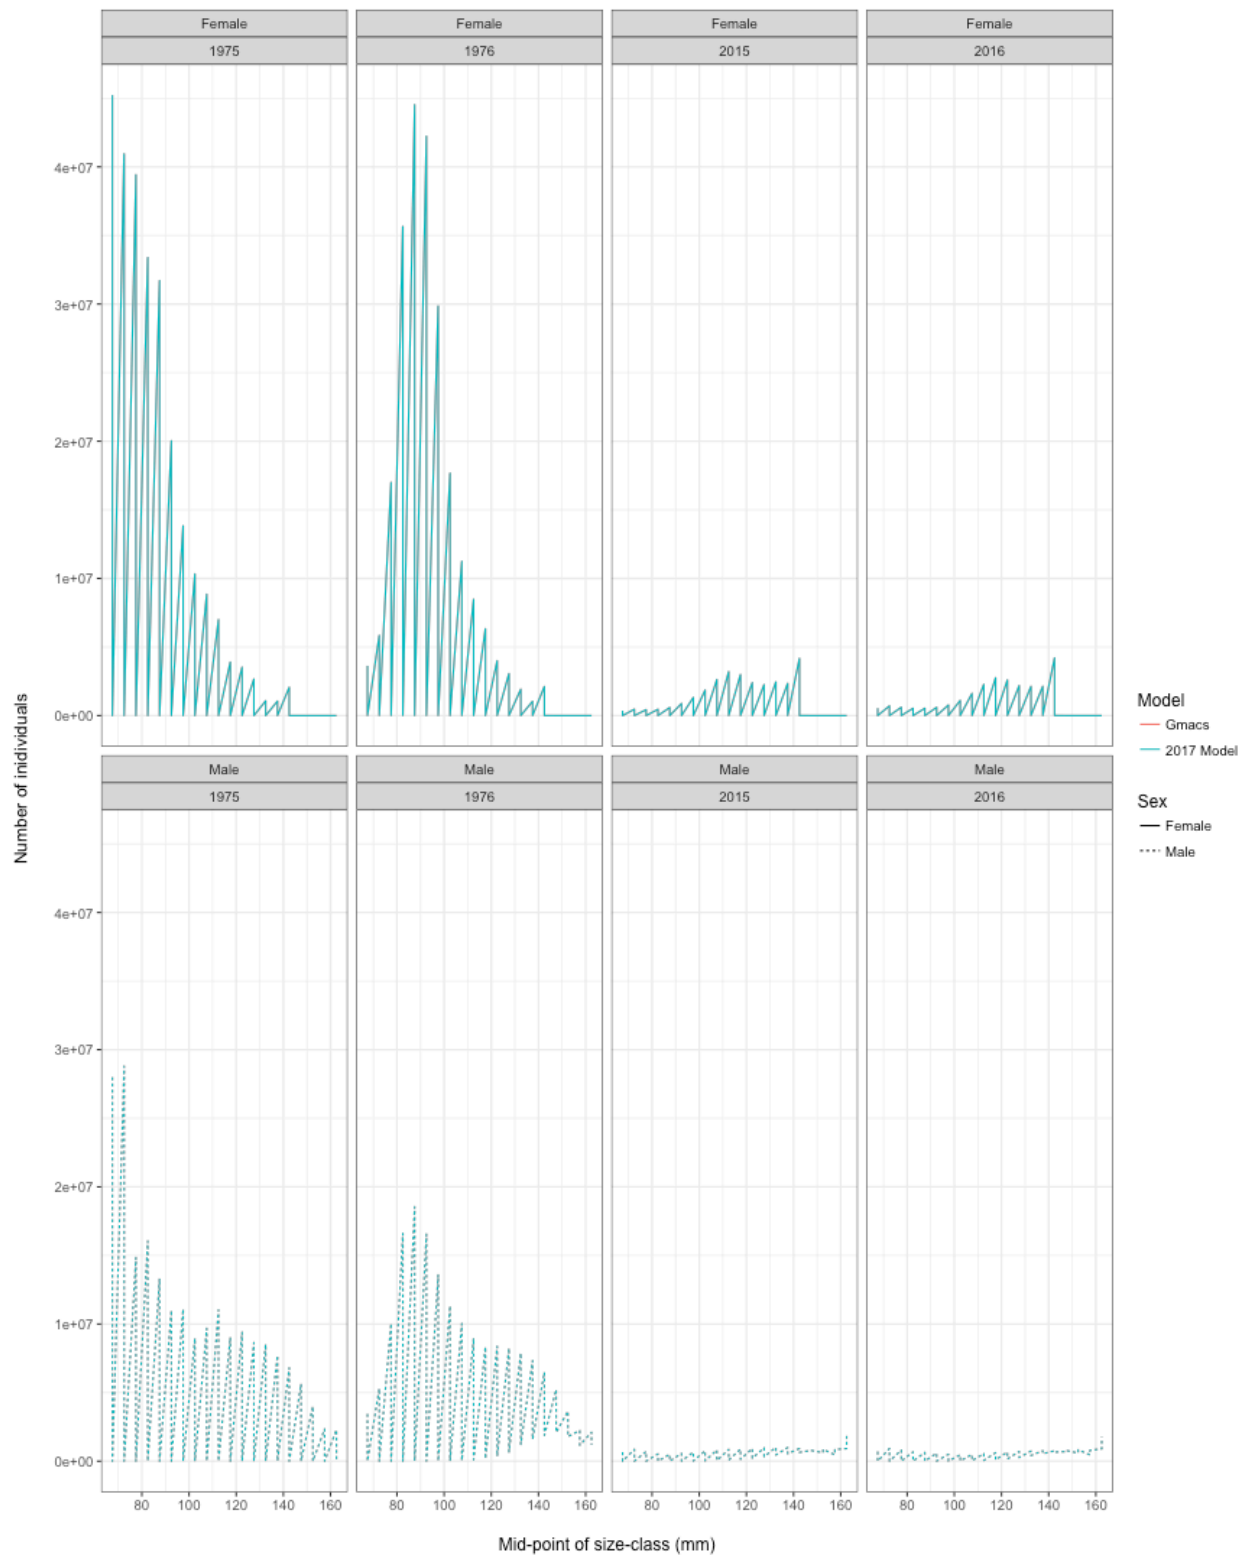 Female Female Female Female
1975 1976 2015 2016
4e+07
3e+07
2e+07
1e+07
0e+00
Male Male Male Male
1975 1976 2015 2016
4e+07
3e+07
2e+07
1e+07
0e+00
80 100 120 140 160 80 100 120 140 160 80 100 120 140 160 80 100 120 140 160
Mid-point of size-class (mm)
Number of inidividuals
Model
Gmacs
2017 Model
Sex
Female
Male